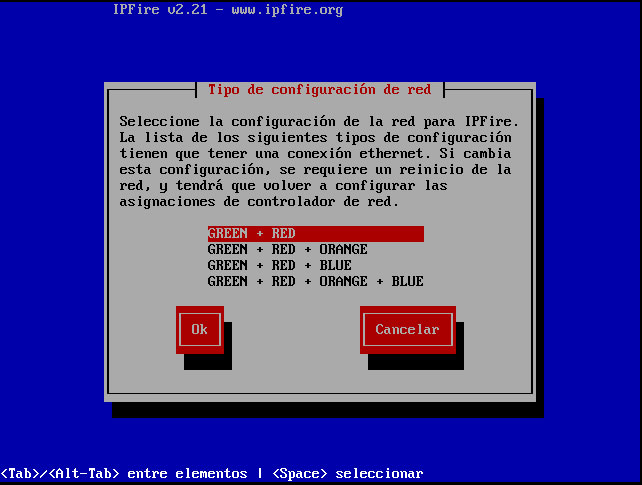 IPFire v2.21 - www.ipfire.org
Tipo de configuración de red
Seleccione la configuración de la red para IPFire.
La lista de los siguientes tipos de configuración
tienen que tener una conexión ethernet. Si cambia
esta configuración, se requiere un reinicio de la
red, y tendrá que volver a configurar las
asignaciones de controlador de red.
GREEN + RED
GREEN + RED + ORANGE
GREEN + RED + BLUE
GREEN + RED + ORANGE + BLUE
Ok Cancelar
<Tab>/<Alt-Tab> entre elementos | <Space> seleccionar